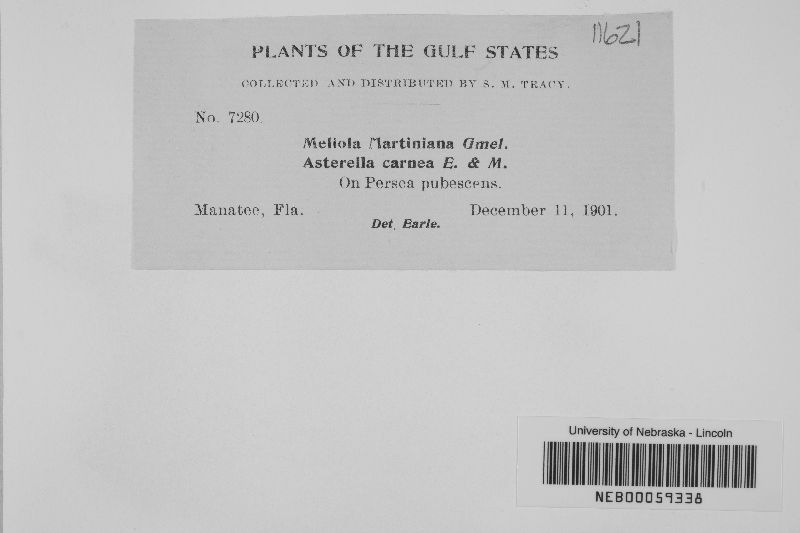 11621
PLANTS OF THE GULF STATES
COLLECTED AND DISTRIBUTED BY S. M. TRACY.
No. 7280.
Meliola Martiniana Gmel.
Asterella carnea E. & M.
On Persea pubescens.
Manatee, Fla. December 11, 1901.
Det. Earle.
University of Nebraska - Lincoln
NEB00059338